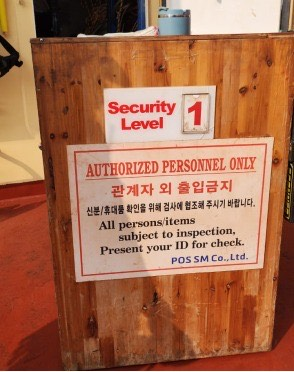 Security
Level 1
AUTHORIZED PERSONNEL ONLY
관계자 외 출입금지
신분/휴대품 확인을 위해 검사에 협조해 주시기 바랍니다.
All persons/items
subject to inspection,
Present your ID for check.
POS SM Co., Ltd.